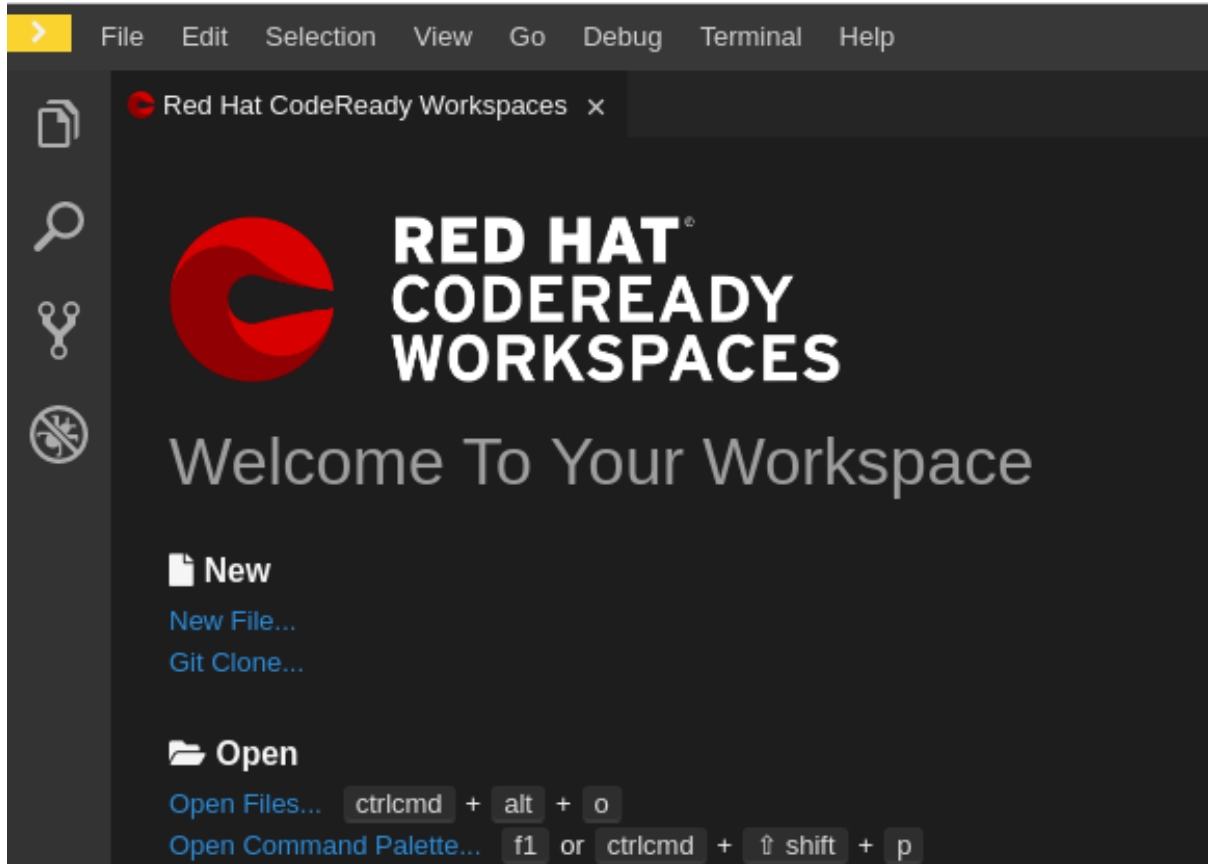 File Edit Selection View Go Debug Terminal Help
Red Hat CodeReady Workspaces ×
RED HAT
CODEREADY
WORKSPACES
Welcome To Your Workspace
New
New File...
Git Clone...
Open
Open Files... ctrlcmd + alt + o
Open Command Palette... f1 or ctrlcmd + ⇧ shift + p